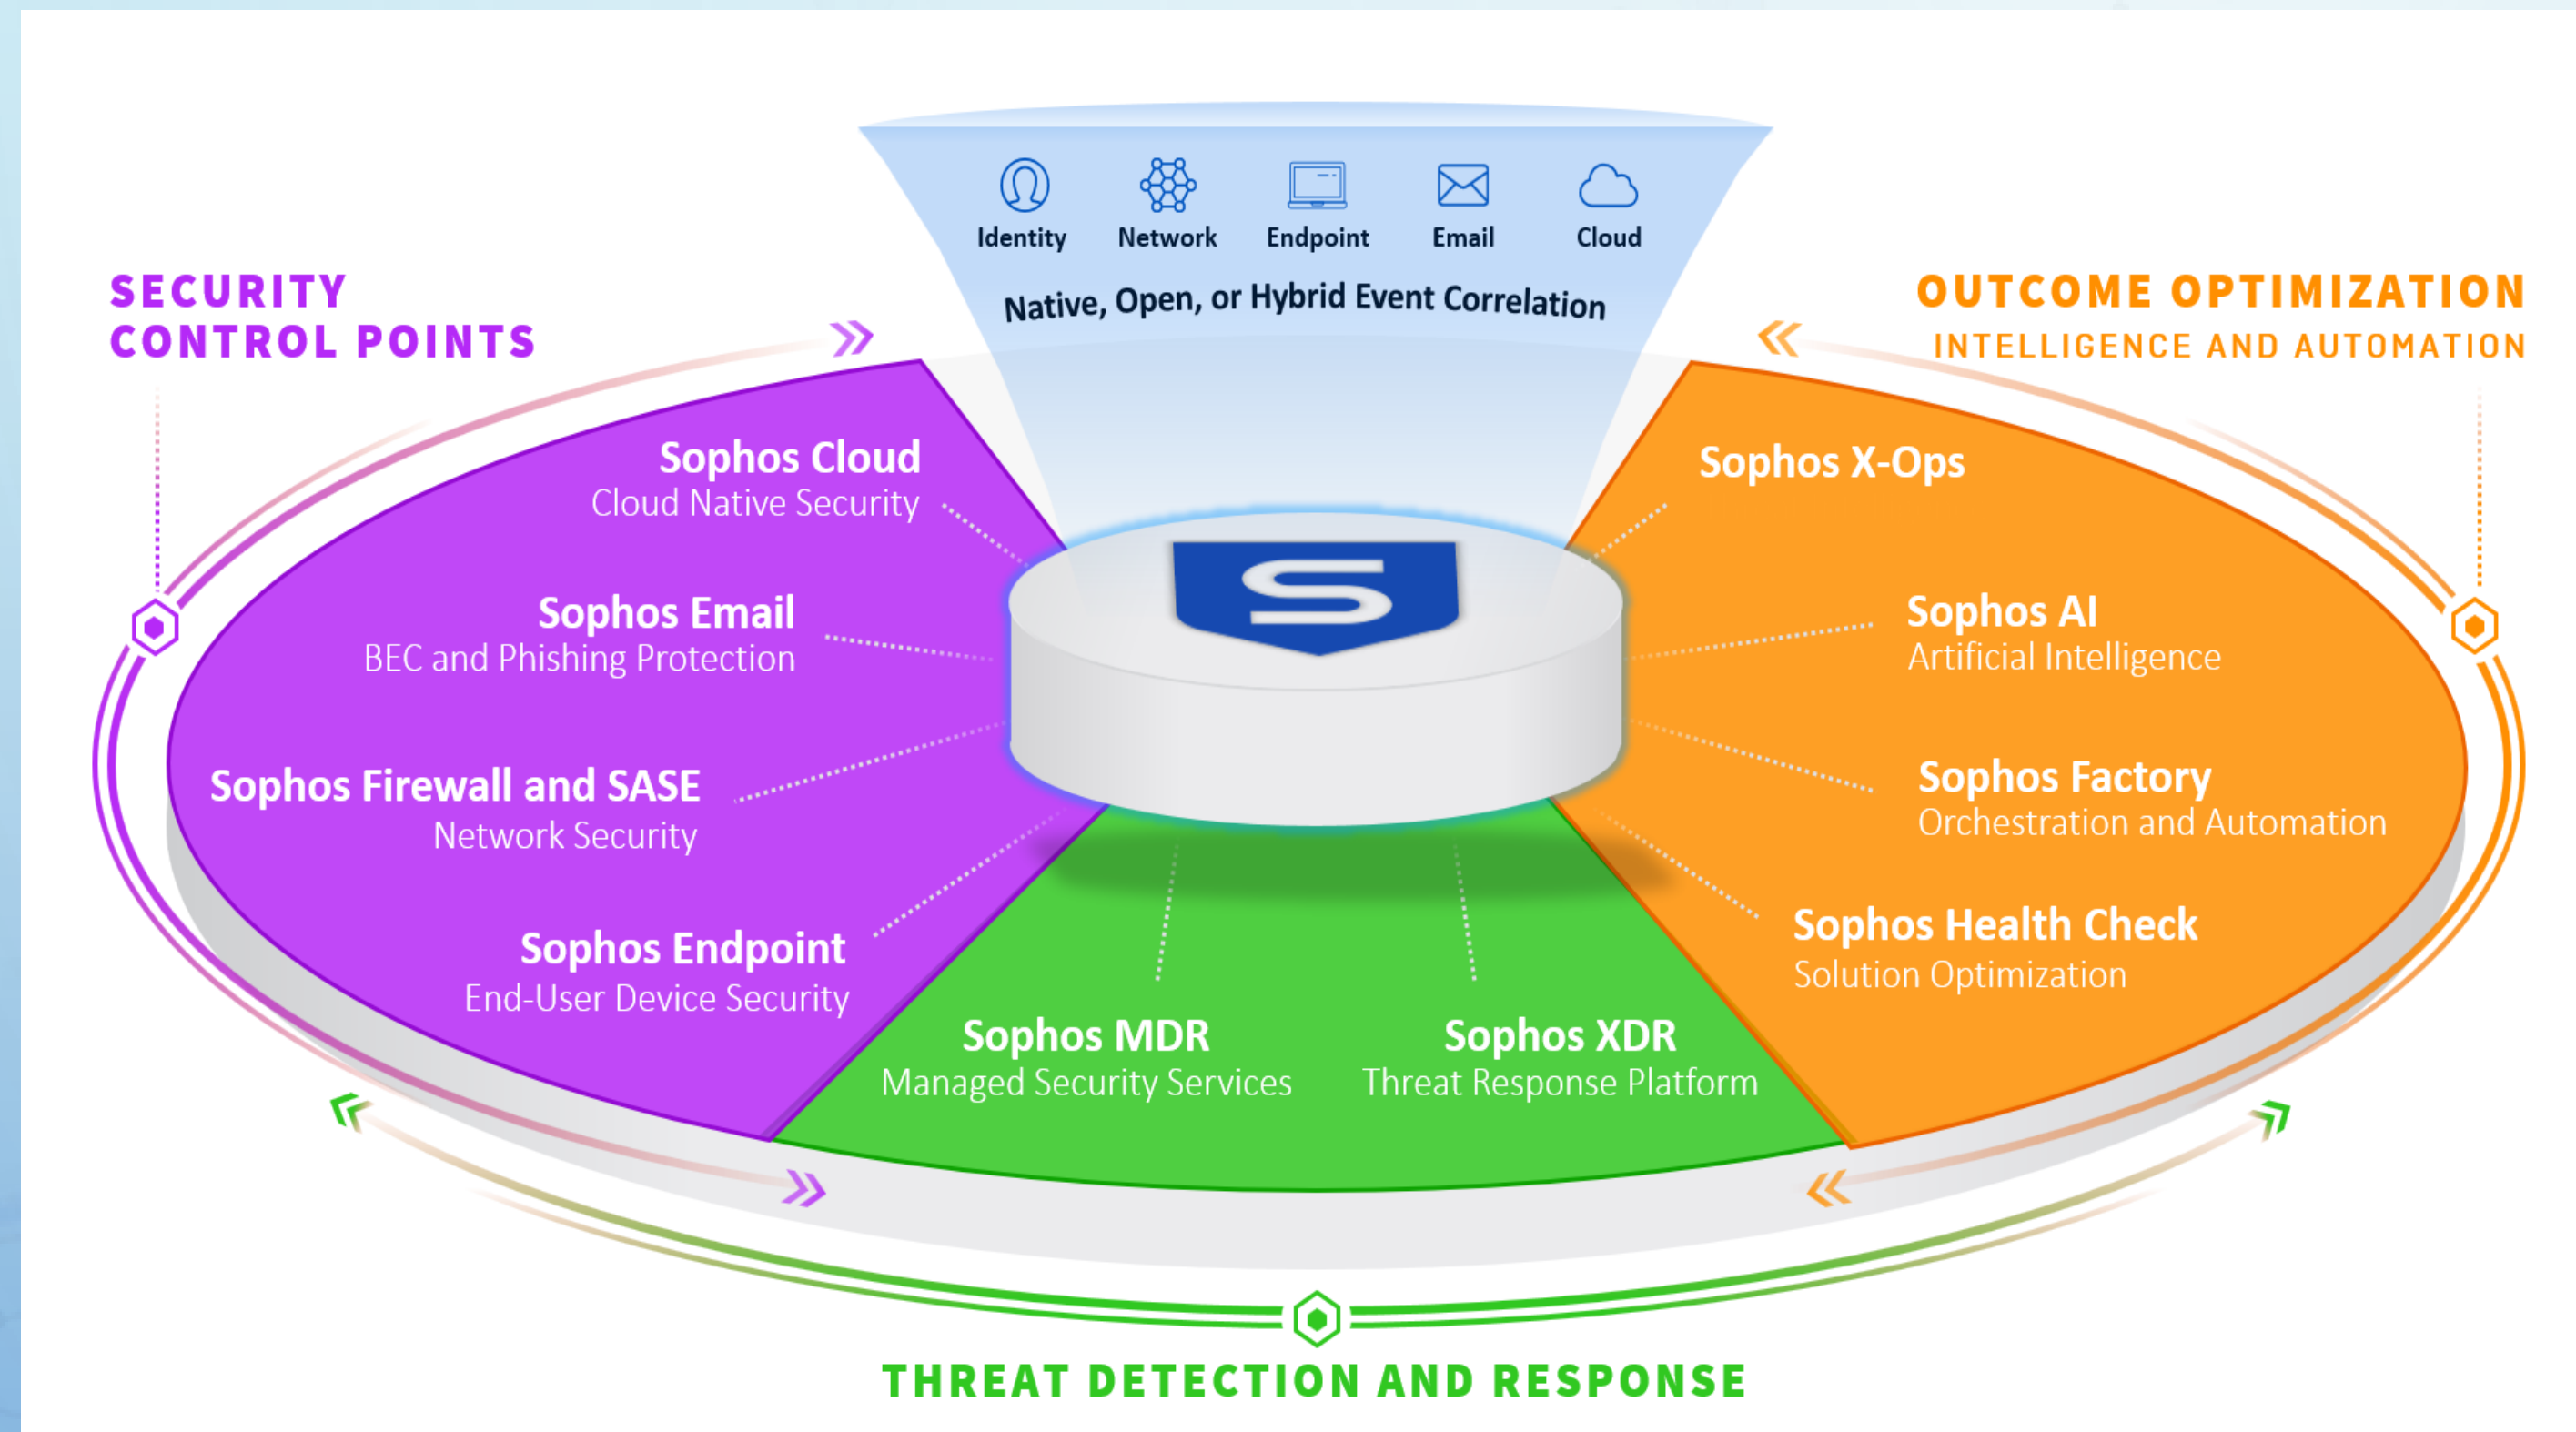 Identity
Network
Endpoint
Email
Cloud
Native, Open, or Hybrid Event Correlation
SECURITY
CONTROL POINTS
Sophos Cloud
Cloud Native Security
Sophos Email
BEC and Phishing Protection
Sophos Firewall and SASE
Network Security
Sophos Endpoint
End-User Device Security
S
OUTCOME OPTIMIZATION
INTELLIGENCE AND AUTOMATION
Sophos X-Ops
Sophos AI
Artificial Intelligence
Sophos Factory
Orchestration and Automation
Sophos Health Check
Solution Optimization
Sophos MDR
Managed Security Services
Sophos XDR
Threat Response Platform
THREAT DETECTION AND RESPONSE